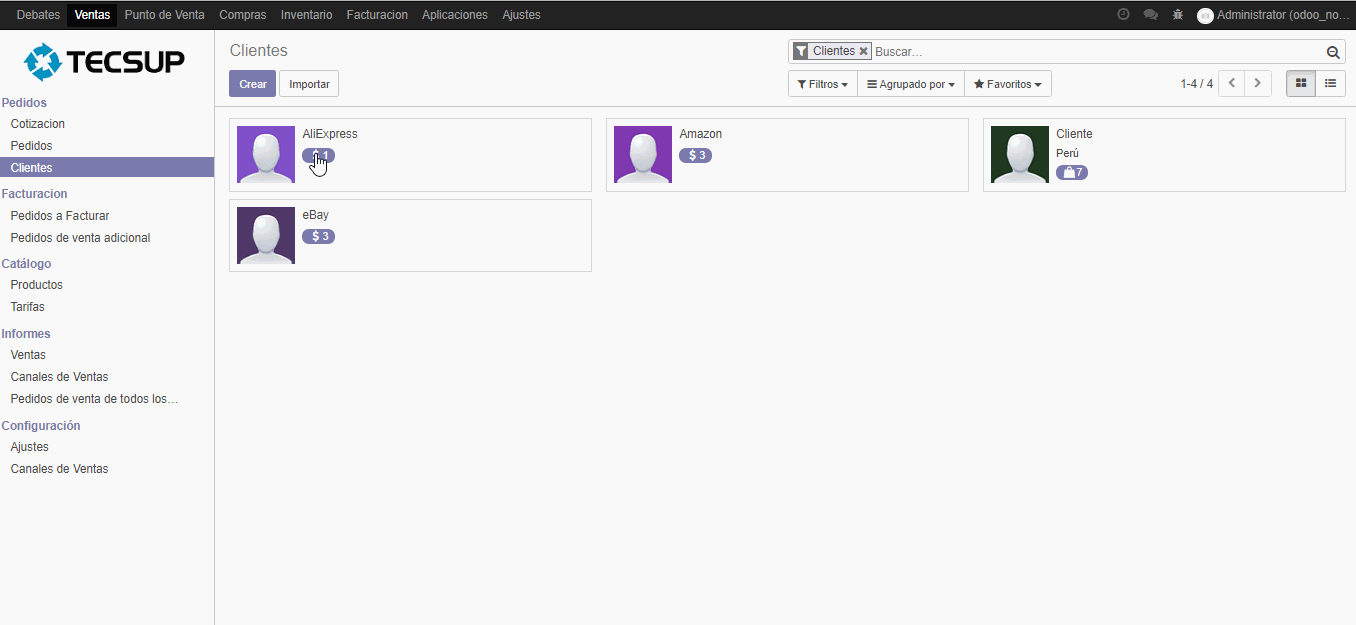 Debates Ventas Punto de Venta Compras Inventario Facturacion Aplicaciones Ajustes Administrator (odoo_no...
TECSUP
Pedidos
Cotizacion
Pedidos
Clientes
Facturacion
Pedidos a Facturar
Pedidos de venta adicional
Catálogo
Productos
Tarifas
Informes
Ventas
Canales de Ventas
Pedidos de venta de todos los...
Configuración
Ajustes
Canales de Ventas
Clientes
Clientes Buscar...
Crear Importar
Filtros Agrupado por Favoritos 1-4 / 4
AliExpress
$ 1
Amazon
$ 3
Cliente
Perú
7
eBay
$ 3